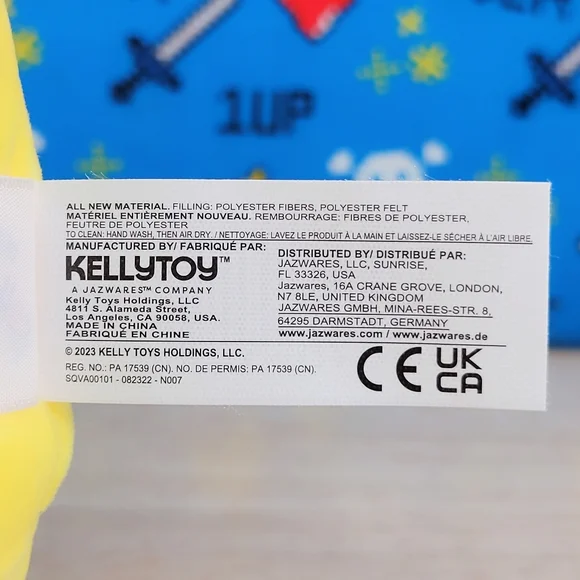 1UP
ALL NEW MATERIAL. FILLING: POLYESTER FIBERS, POLYESTER FELT
MATÉRIEL ENTIÈREMENT NOUVEAU. REMBOURRAGE: FIBRES DE POLYESTER,
FEUTRE DE POLYESTER
TO CLEAN: HAND WASH, THEN AIR DRY. / NETTOYAGE: LAVEZ LE PRODUIT À LA MAIN ET LAISSEZ-LE SÉCHER À L'AIR LIBRE.
MANUFACTURED BY/ FABRIQUÉ PAR:
KELLYTOY™
A JAZWARES™ COMPANY
Kelly Toys Holdings, LLC
4811 S. Alameda Street,
Los Angeles, CA 90058, USA.
MADE IN CHINA
FABRIQUÉ EN CHINE
DISTRIBUTED BY/ DISTRIBUÉ PAR:
JAZWARES, LLC, SUNRISE,
FL 33326, USA
Jazwares, 16A CRANE GROVE, LONDON,
N7 8LE, UNITED KINGDOM
JAZWARES GMBH, MINA-REES-STR. 8,
64295 DARMSTADT, GERMANY
www.jazwares.com / www.jazwares.de
© 2023 KELLY TOYS HOLDINGS, LLC.
REG. NO.: PA 17539 (CN). NO. DE PERMIS: PA 17539 (CN).
SQVA00101 - 082322 - N007
CE UK
CA